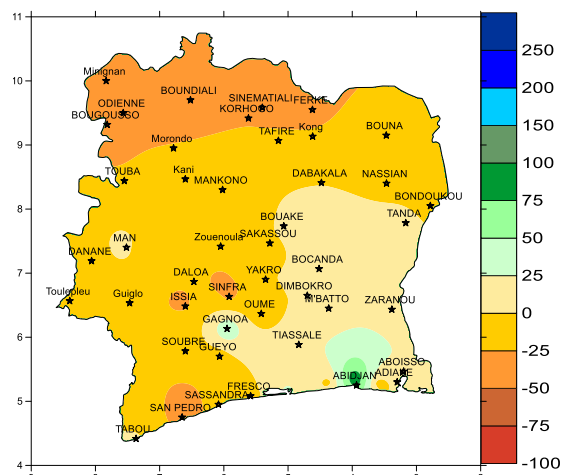 11
10
9
8
7
6
5
4
Minignan
BOUNDIALI
ODIENNE
SINEMATIALI
FERKE
BOUGOUSSO
KORHOGO
TAFIRE
Kong
BOUNA
Morondo
TOUBA
Kani
MANKONO
DABAKALA
NASSIAN
BONDOUKOU
TANDA
BOUAKE
SAKASSOU
MAN
Zouenoula
DANANE
BOCANDA
DALOA
YAKRO
DIMBOKRO
Toulepleu
Guiglo
ISSIA
SINFRA
M'BATTO
ZARANOU
OUME
GAGNOA
TIASSALE
SOUBRE
GUEYO
ABOISSO
ADIAKE
ABIDJAN
FRESCO
SASSANDRA
SAN PEDRO
TABOU
250
200
150
100
75
50
25
0
-25
-50
-75
-100